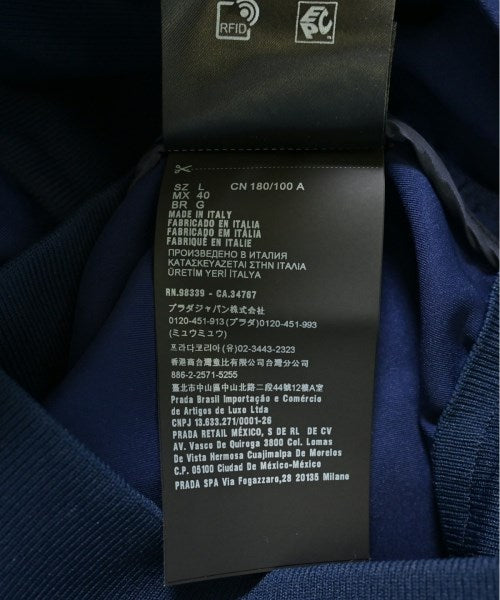 RFID
EPC
SZ L CN 180/100 A
MX 40
BR G
MADE IN ITALY
FABRICADO EN ITALIA
FABRICADO EM ITÁLIA
FABRIQUÉ EN ITALIE
ПРОИЗВЕДЕНО В ИТАЛИЯ
ΚΑΤΑΣΚΕΥΑΖΕΤΑΙ ΣΤΗΝ ΙΤΑΛΙΑ
ÜRETİM YERİ İTALYA
RN.98339 - CA.34767
プラダジャパン(株)
0120-451-913 (プラダ)0120-451-993
(ミュウミュウ)
프라다코리아 (유) 02-3443-2323
香港商台灣魯比有限公司台灣分公司
886-2-2571-5255
臺北市中山區中山北路二段44號12樓A室
Prada Brasil Importação e Comércio
de Artigos de Luxo Ltda
CNPJ 13.633.271/0001-26
PRADA RETAIL MÉXICO, S DE RL DE CV
AV. Vasco De Quiroga 3800 Col. Lomas
De Vista Hermosa Cuajimalpa De Morelos
C.P. 05100 Ciudad De México-México
PRADA SPA Via Fogazzaro,28 20135 Milano